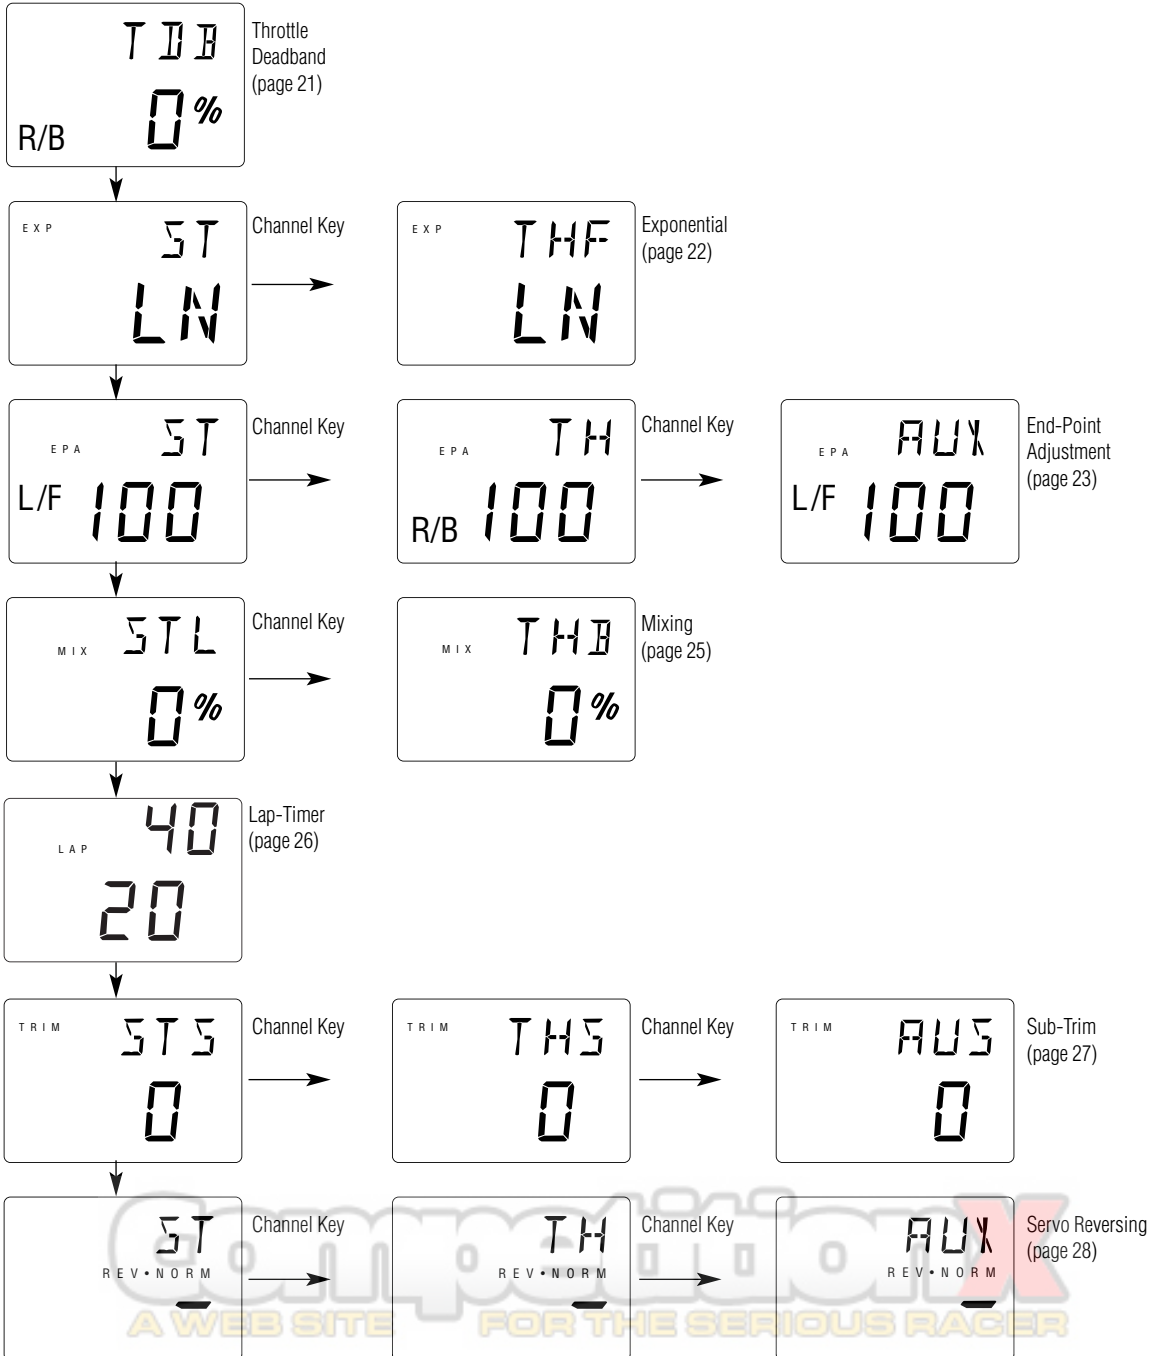 TDB
Throttle
Deadband
(page 21)
0%
R/B
EXP
ST
LN
Channel Key
EXP
THF
LN
Exponential
(page 22)
EPA
ST
L/F 100
Channel Key
EPA
TH
R/B 100
Channel Key
EPA
AUX
L/F 100
End-Point
Adjustment
(page 23)
MIX
STL
0%
Channel Key
MIX
THB
0%
Mixing
(page 25)
LAP
40
20
Lap-Timer
(page 26)
TRIM
STS
0
Channel Key
TRIM
THS
0
Channel Key
TRIM
AUS
0
Sub-Trim
(page 27)
ST
REV•NORM
Channel Key
TH
REV•NORM
Channel Key
AUX
REV•NORM
Servo Reversing
(page 28)
CompetitionX
A WEB SITE FOR THE SERIOUS RACER